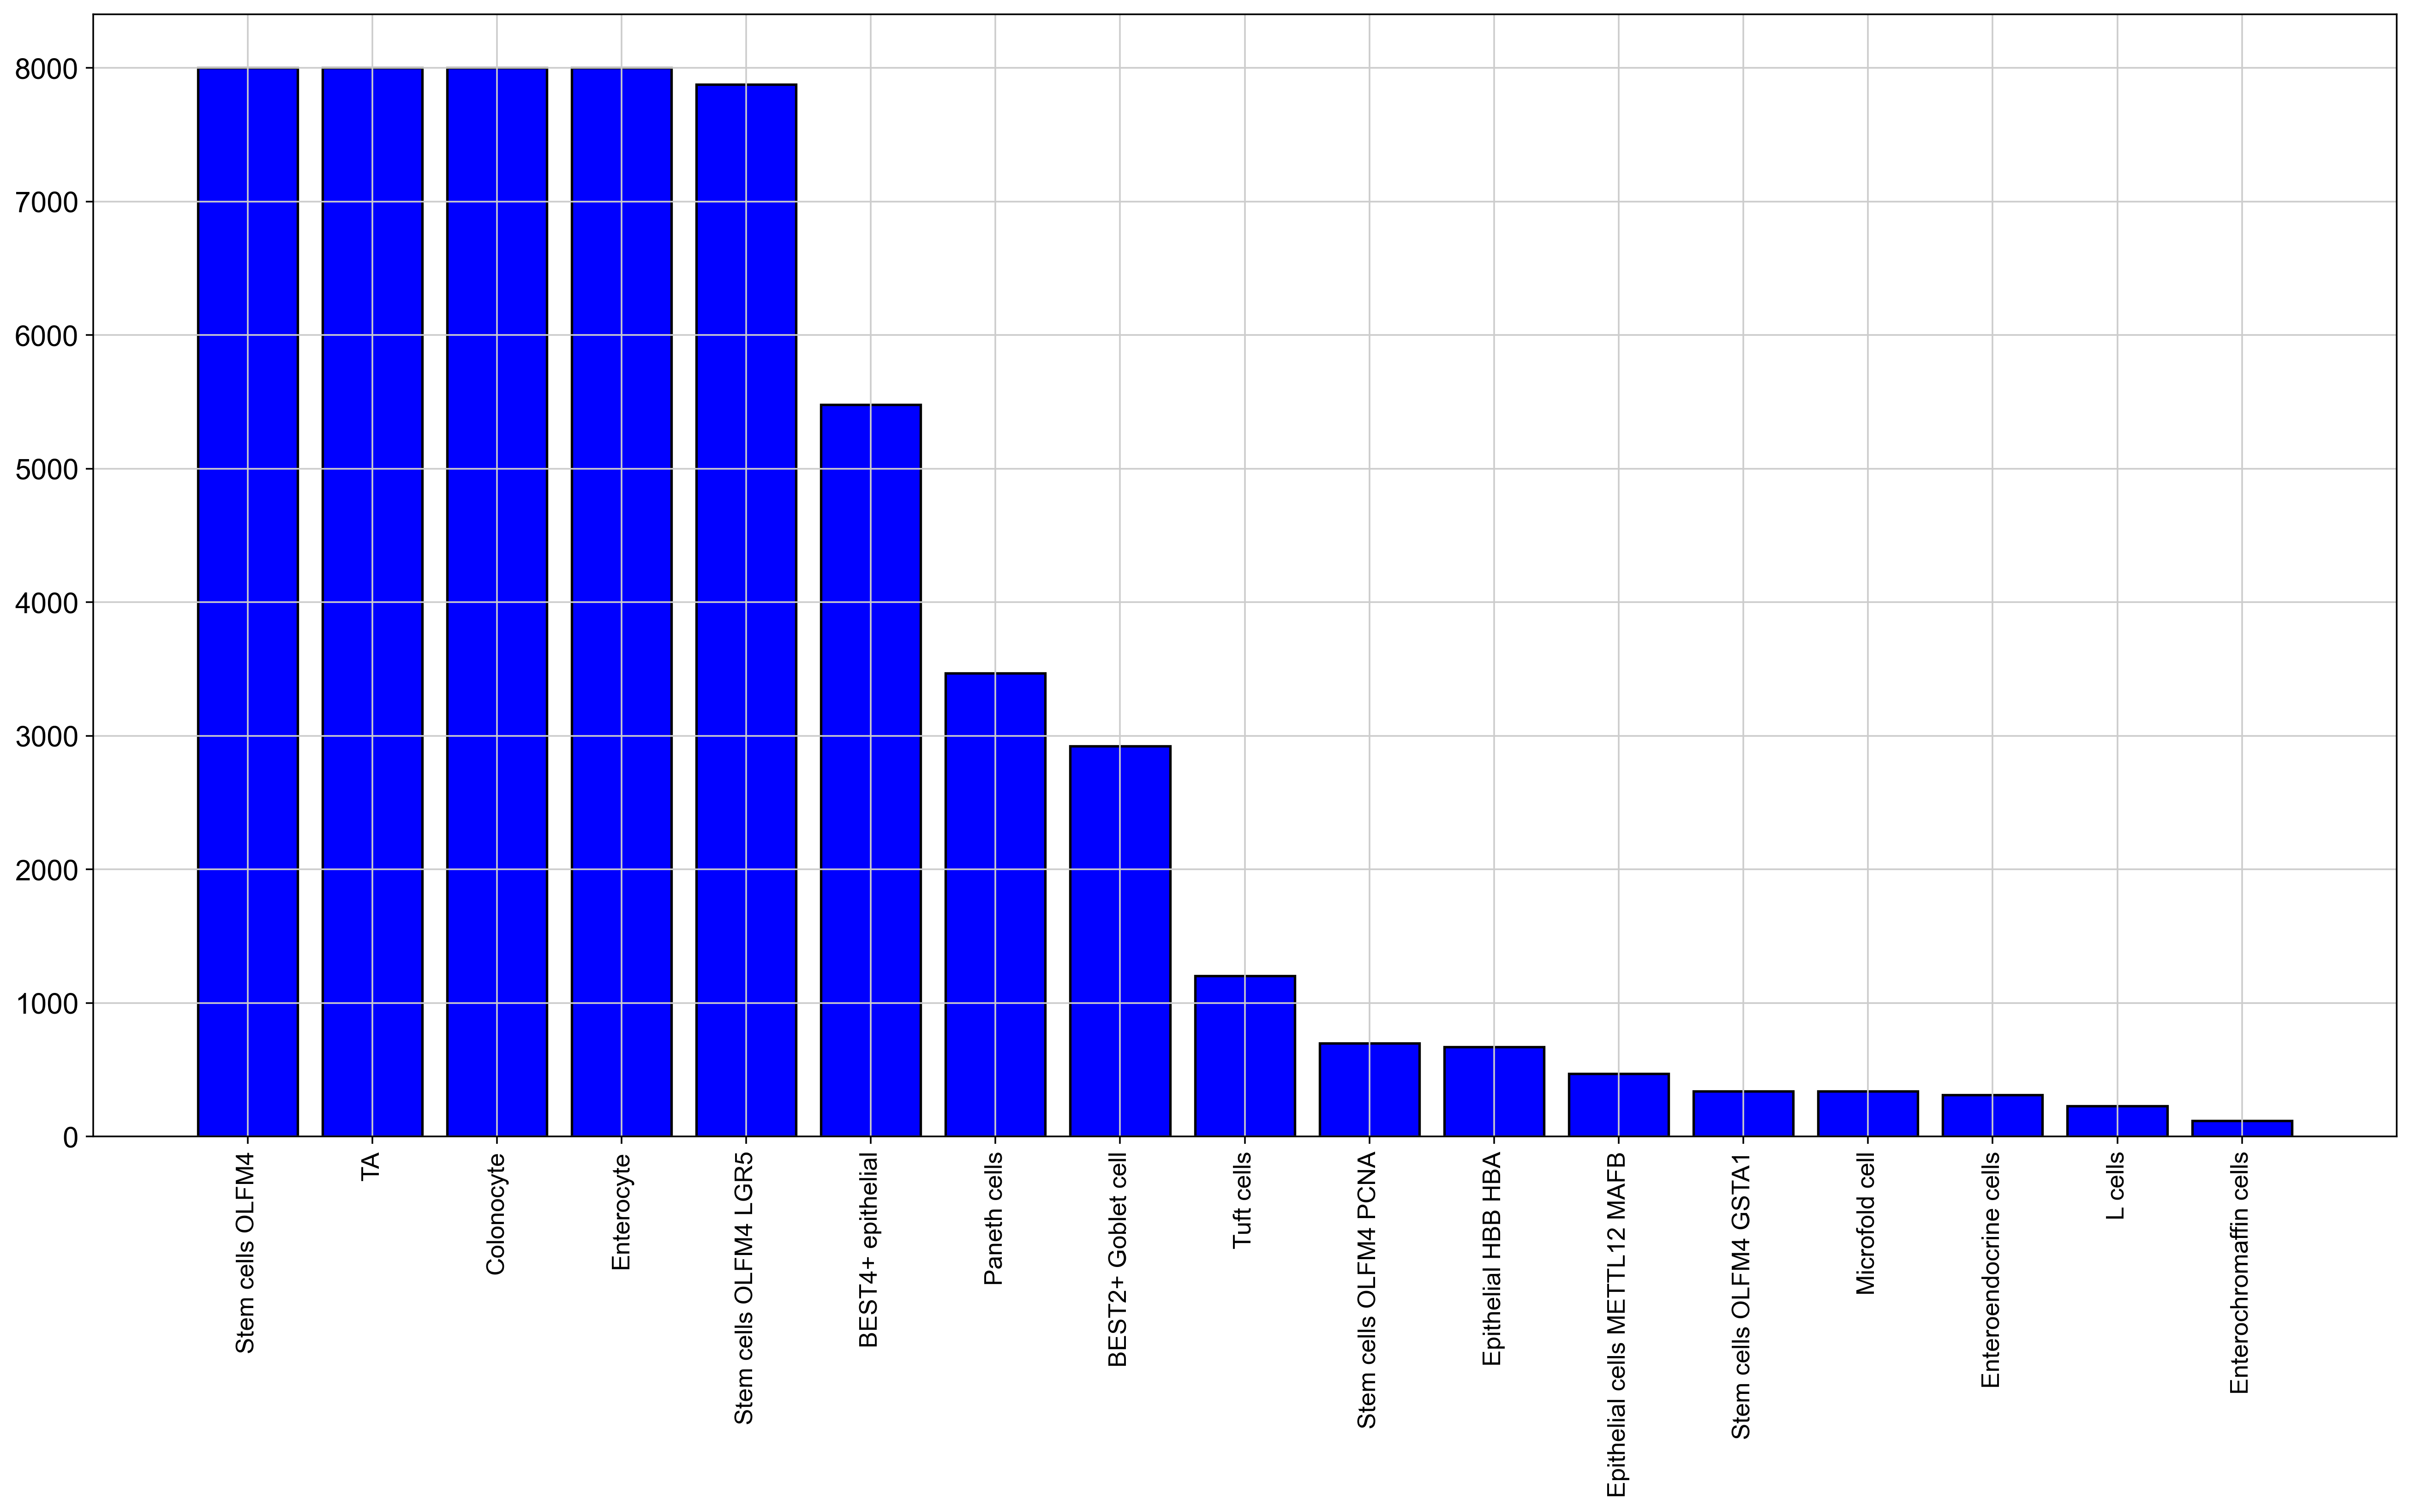 8000
7000
6000
5000
4000
3000
2000
1000
0
Stem cells OLFM4
TA
Colonocyte
Enterocyte
Stem cells OLFM4 LGR5
BEST4+ epithelial
Paneth cells
BEST2+ Goblet cell
Tuft cells
Stem cells OLFM4 PCNA
Epithelial HBB HBA
Epithelial cells METTL12 MAFB
Stem cells OLFM4 GSTA1
Microfold cell
Enteroendocrine cells
L cells
Enterochromaffin cells